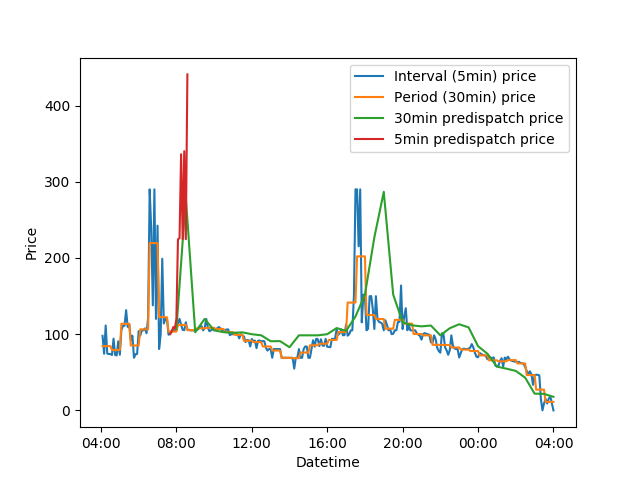 Interval (5min) price
Period (30min) price
30min predispatch price
5min predispatch price
400
300
200
100
0
Price
04:00 08:00 12:00 16:00 20:00 00:00 04:00
Datetime